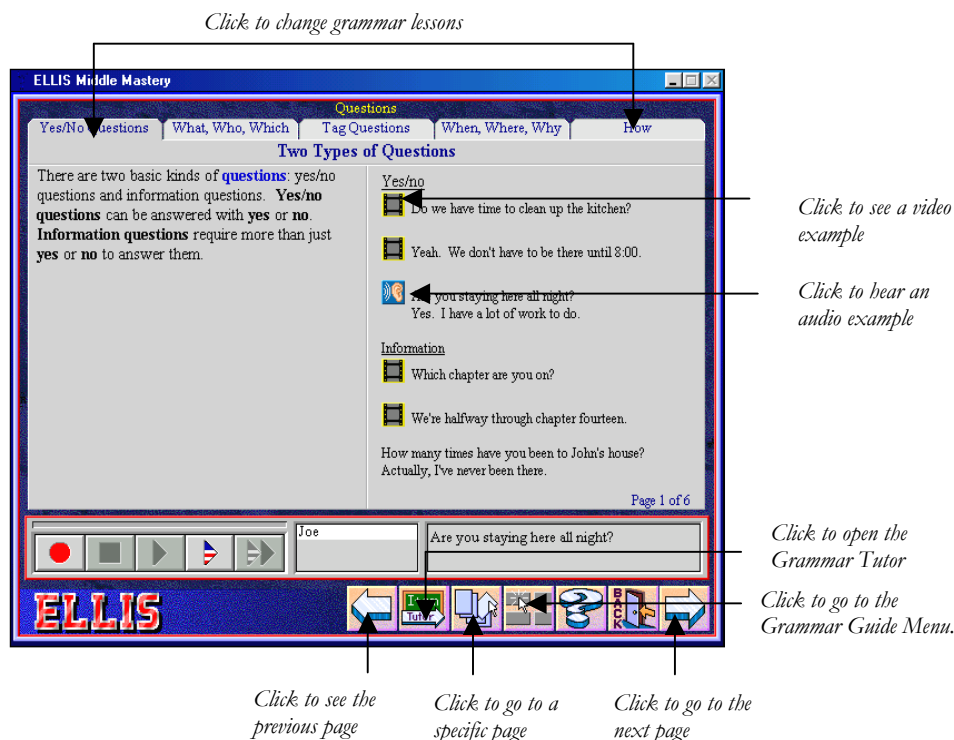 Click to change grammar lessons
ELLIS Middle Mastery
Questions
Yes/No Questions What, Who, Which Tag Questions When, Where, Why How
Two Types of Questions
There are two basic kinds of questions: yes/no
questions and information questions. Yes/no
questions can be answered with yes or no.
Information questions require more than just
yes or no to answer them.
Yes/no
Do we have time to clean up the kitchen?
Yeah. We don't have to be there until 8:00.
Are you staying here all night?
Yes. I have a lot of work to do.
Information
Which chapter are you on?
We're halfway through chapter fourteen.
How many times have you been to John's house?
Actually, I've never been there.
Page 1 of 6
Click to see a video
example
Click to hear an
audio example
Joe
Are you staying here all night?
Click to open the
Grammar Tutor
Click to go to the
Grammar Guide Menu.
ELLIS
Tutor
BACK
Click to see the
previous page
Click to go to a
specific page
Click to go to the
next page